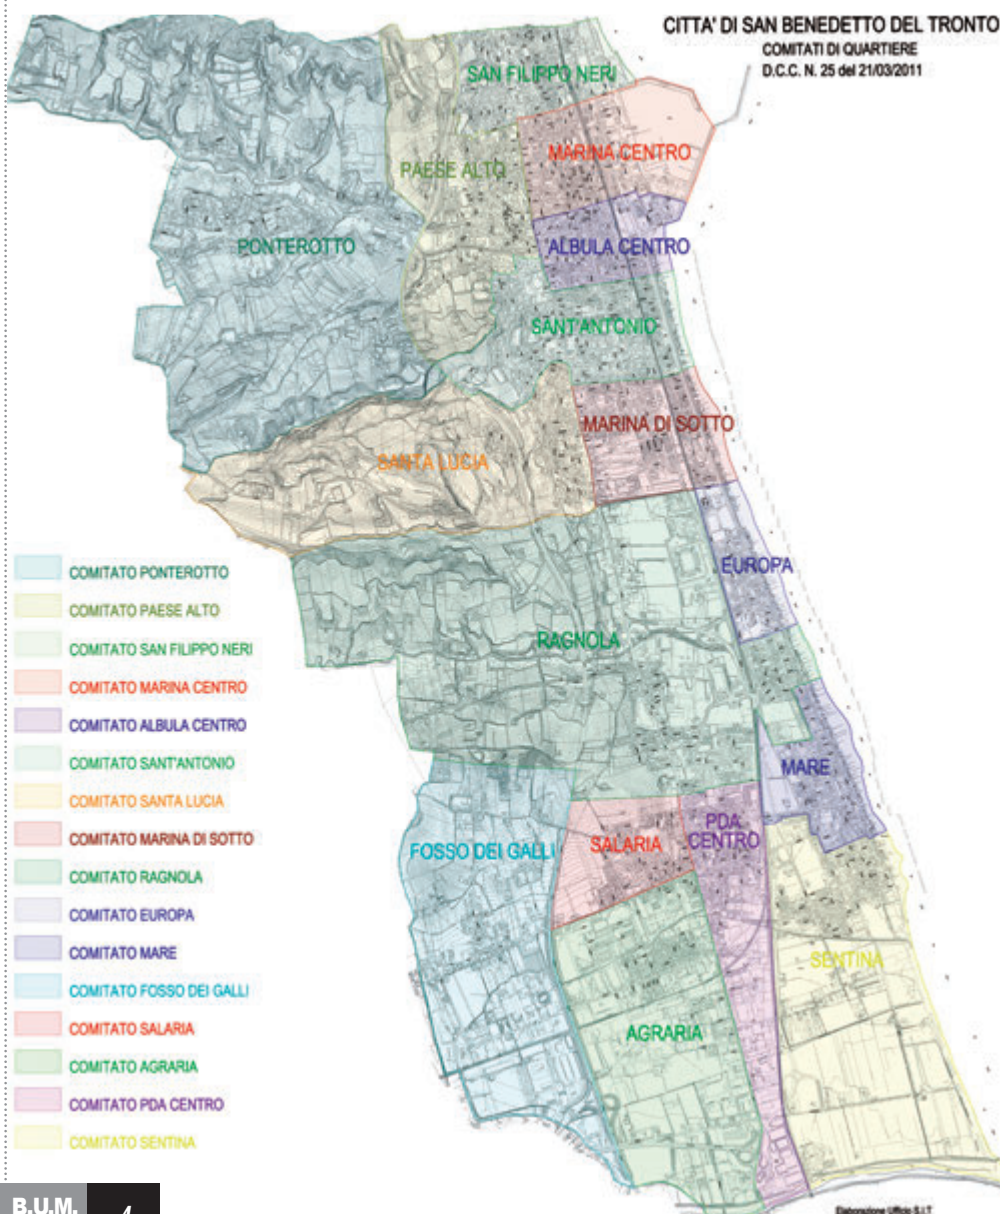 CITTA' DI SAN BENEDETTO DEL TRONTO
COMITATI DI QUARTIERE
D.C.C. N. 25 del 21/03/2011
SAN FILIPPO NERI
MARINA CENTRO
PAESE ALTO
PONTEROTTO
ALBULA CENTRO
SANT'ANTONIO
MARINA DI SOTTO
SANTA LUCIA
EUROPA
RAGNOLA
MARE
PDA
CENTRO
SALARIA
FOSSO DEI GALLI
SENTINA
AGRARIA
COMITATO PONTEROTTO
COMITATO PAESE ALTO
COMITATO SAN FILIPPO NERI
COMITATO MARINA CENTRO
COMITATO ALBULA CENTRO
COMITATO SANT'ANTONIO
COMITATO SANTA LUCIA
COMITATO MARINA DI SOTTO
COMITATO RAGNOLA
COMITATO EUROPA
COMITATO MARE
COMITATO FOSSO DEI GALLI
COMITATO SALARIA
COMITATO AGRARIA
COMITATO PDA CENTRO
COMITATO SENTINA
Elaborazione Ufficio S.I.T
B.U.M. 4